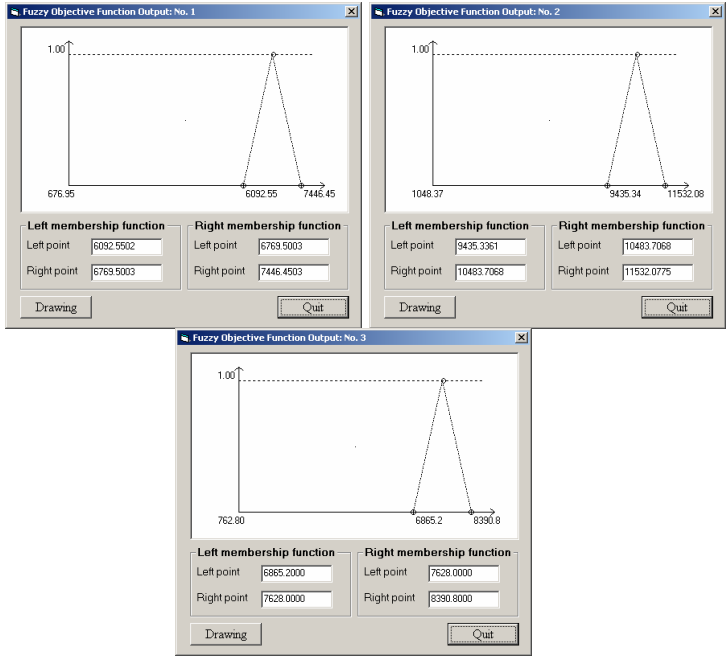 Fuzzy Objective Function Output: No. 1
1.00
676.95 6092.55 7446.45
Left membership function Right membership function
Left point 6092.5502 Left point 6769.5003
Right point 6769.5003 Right point 7446.4503
Drawing Quit
Fuzzy Objective Function Output: No. 2
1.00
1048.37 9435.34 11532.08
Left membership function Right membership function
Left point 9435.3361 Left point 10483.7068
Right point 10483.7068 Right point 11532.0775
Drawing Quit
Fuzzy Objective Function Output: No. 3
1.00
762.80 6865.2 8390.8
Left membership function Right membership function
Left point 6865.2000 Left point 7628.0000
Right point 7628.0000 Right point 8390.8000
Drawing Quit